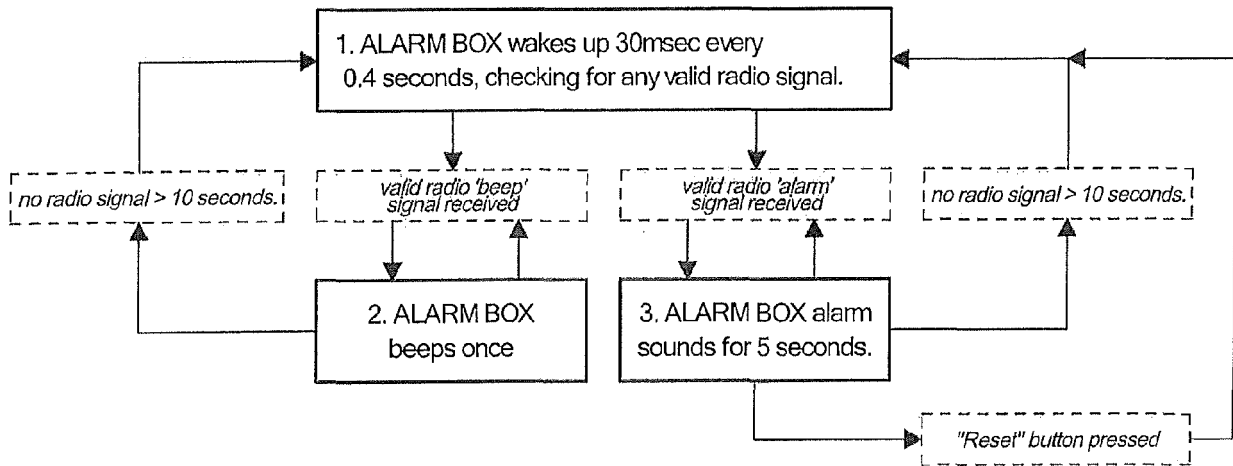 1. ALARM BOX wakes up 30msec every
0.4 seconds, checking for any valid radio signal.
no radio signal > 10 seconds.
valid radio 'beep'
signal received
valid radio 'alarm'
signal received
no radio signal > 10 seconds.
2. ALARM BOX
beeps once
3. ALARM BOX alarm
sounds for 5 seconds.
"Reset" button pressed